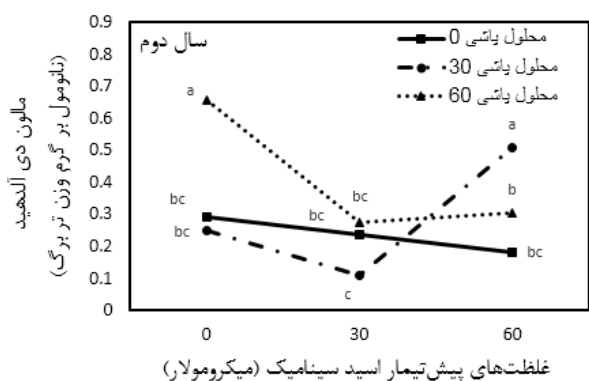 سال دوم
محلول پاشی 0
محلول پاشی 30
محلول پاشی 60
مالون دی آلدهید
(نانومول بر گرم وزن تر برگ)
0.9
0.8
0.7
0.6
0.5
0.4
0.3
0.2
0.1
0
a
a
bc
bc
bc
bc
b
bc
c
0
30
60
غلظت‌های پیش‌تیمار اسید سینامیک (میکرومولار)